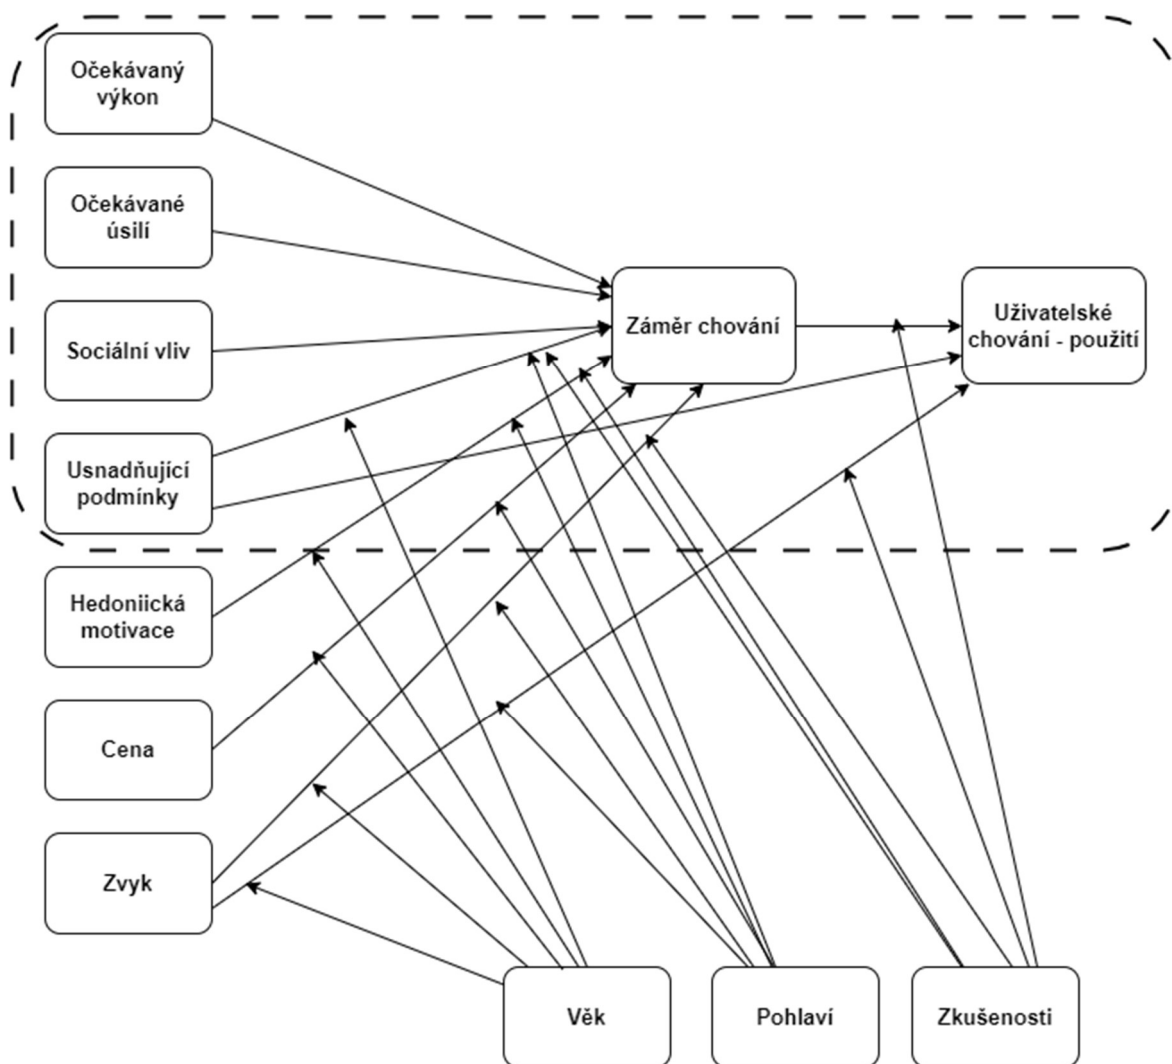 Očekávaný
výkon
Očekávané
úsilí
Sociální vliv
Usnadňující
podmínky
Hedoniická
motivace
Cena
Zvyk
Záměr chování
Uživatelské
chování - použití
Věk
Pohlaví
Zkušenosti